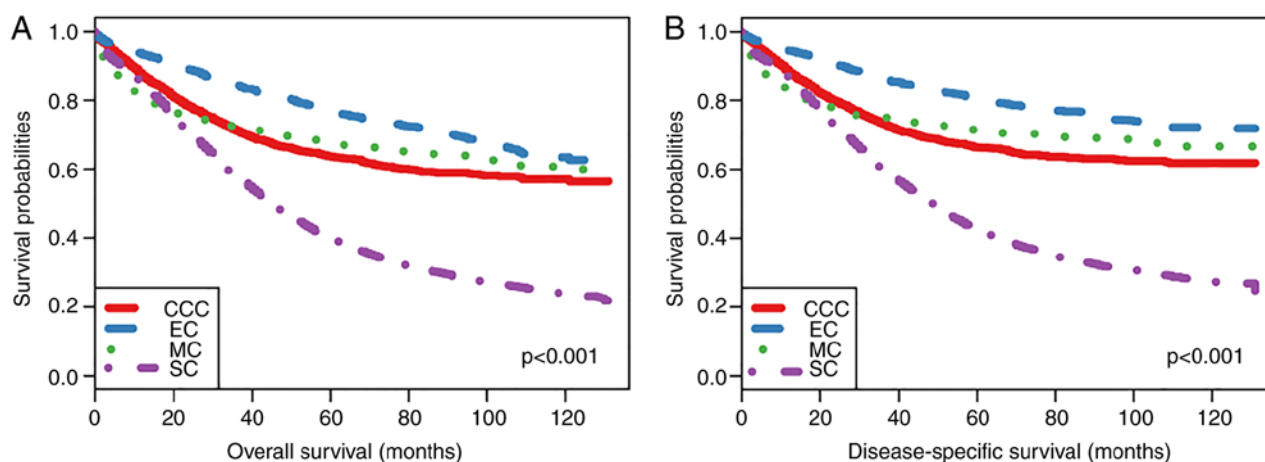 A
1.0
0.8
0.6
0.4
0.2
0.0
Survival probabilities
CCC
EC
MC
SC
p<0.001
0 20 40 60 80 100 120
Overall survival (months)
B
1.0
0.8
0.6
0.4
0.2
0.0
Survival probabilities
CCC
EC
MC
SC
p<0.001
0 20 40 60 80 100 120
Disease-specific survival (months)